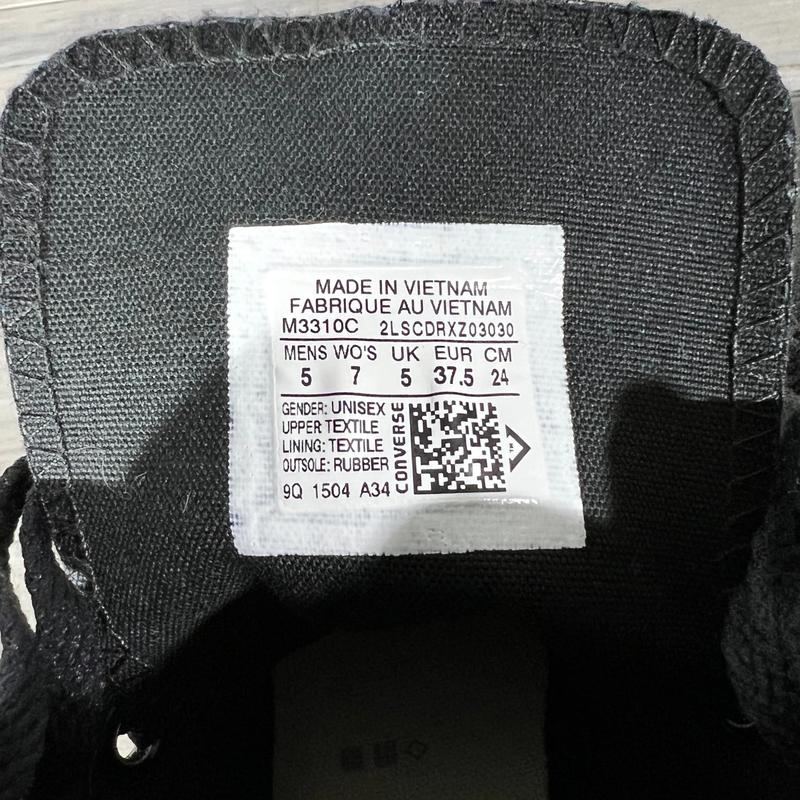 MADE IN VIETNAM
FABRIQUE AU VIETNAM
M3310C 2LSCDRXZ03030
MENS WO'S UK EUR CM
5 7 5 37.5 24
GENDER: UNISEX
UPPER: TEXTILE
LINING: TEXTILE
OUTSOLE: RUBBER
9Q 1504 A34
CONVERSE
TM